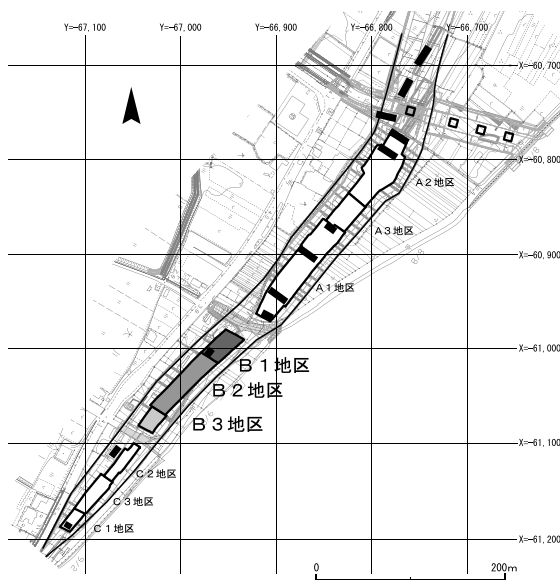 Y=-67,100
Y=-67,000
Y=-66,900
Y=-66,800
Y=-66,700
X=-60,700
X=-60,800
A2地区
A3地区
X=-60,900
A1地区
X=-61,000
B1地区
B2地区
B3地区
X=-61,100
C2地区
C3地区
C1地区
X=-61,200
0
200m